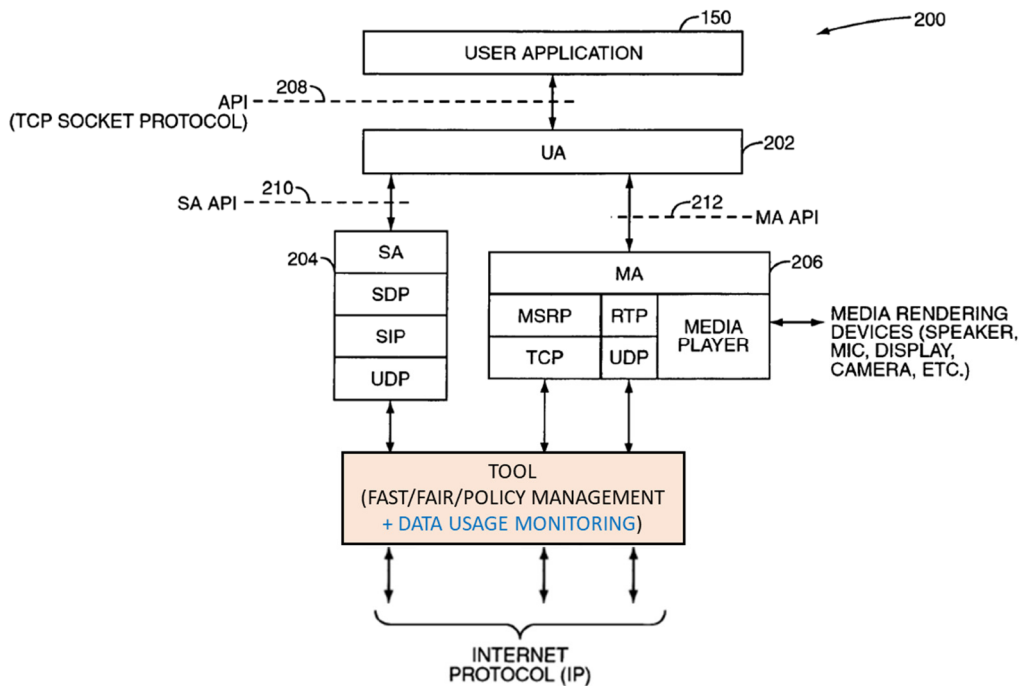 150
200
USER APPLICATION
208
API
(TCP SOCKET PROTOCOL)
UA
202
210
SA API
212
MA API
204
SA
SDP
SIP
UDP
206
MA
MSRP
RTP
MEDIA
PLAYER
TCP
UDP
MEDIA RENDERING
DEVICES (SPEAKER,
MIC, DISPLAY,
CAMERA, ETC.)
TOOL
(FAST/FAIR/POLICY MANAGEMENT
+ DATA USAGE MONITORING)
INTERNET
PROTOCOL (IP)